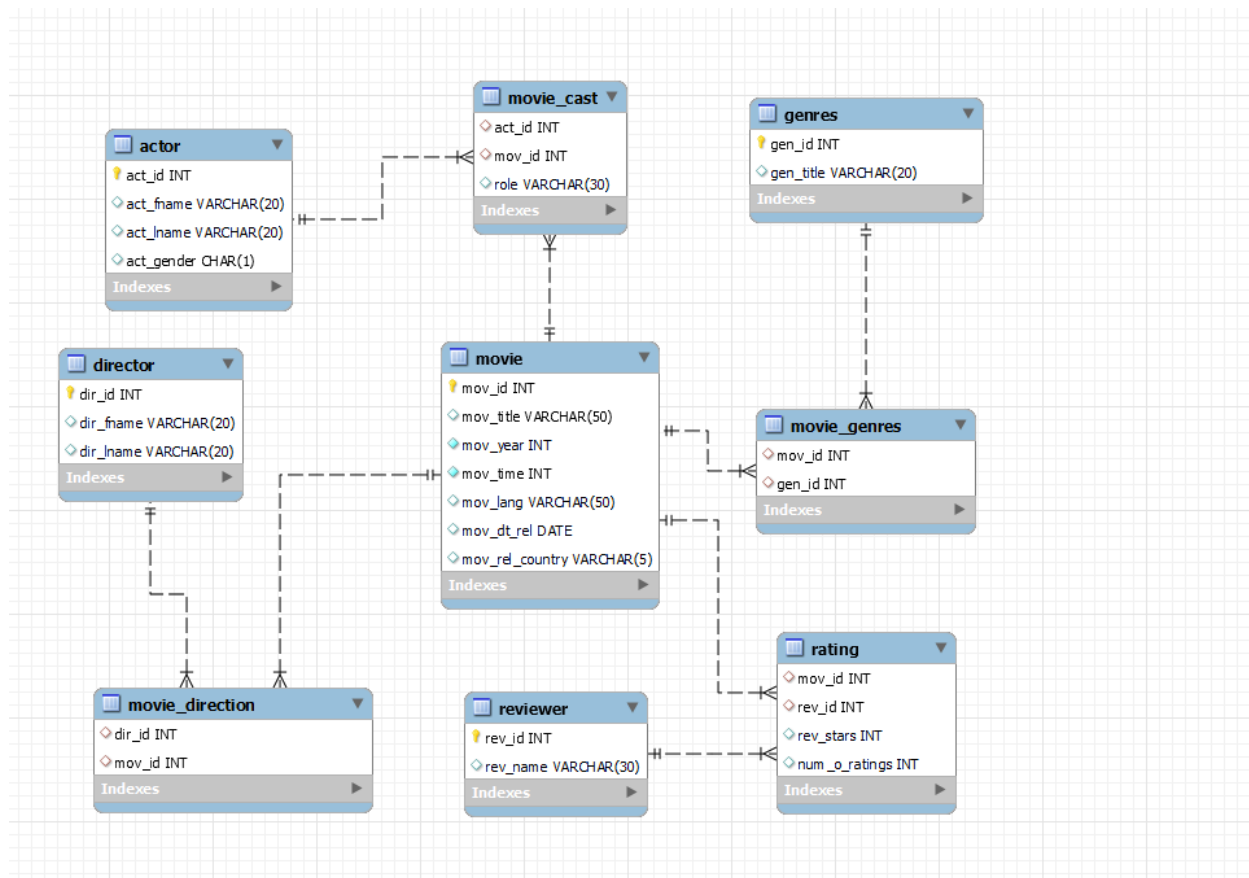 actor
act_id INT
act_fname VARCHAR(20)
act_lname VARCHAR(20)
act_gender CHAR(1)
Indexes
movie_cast
act_id INT
mov_id INT
role VARCHAR(30)
Indexes
genres
gen_id INT
gen_title VARCHAR(20)
Indexes
director
dir_id INT
dir_fname VARCHAR(20)
dir_lname VARCHAR(20)
Indexes
movie
mov_id INT
mov_title VARCHAR(50)
mov_year INT
mov_time INT
mov_lang VARCHAR(50)
mov_dt_rel DATE
mov_rel_country VARCHAR(5)
Indexes
movie_genres
mov_id INT
gen_id INT
Indexes
movie_direction
dir_id INT
mov_id INT
Indexes
reviewer
rev_id INT
rev_name VARCHAR(30)
Indexes
rating
mov_id INT
rev_id INT
rev_stars INT
num_o_ratings INT
Indexes